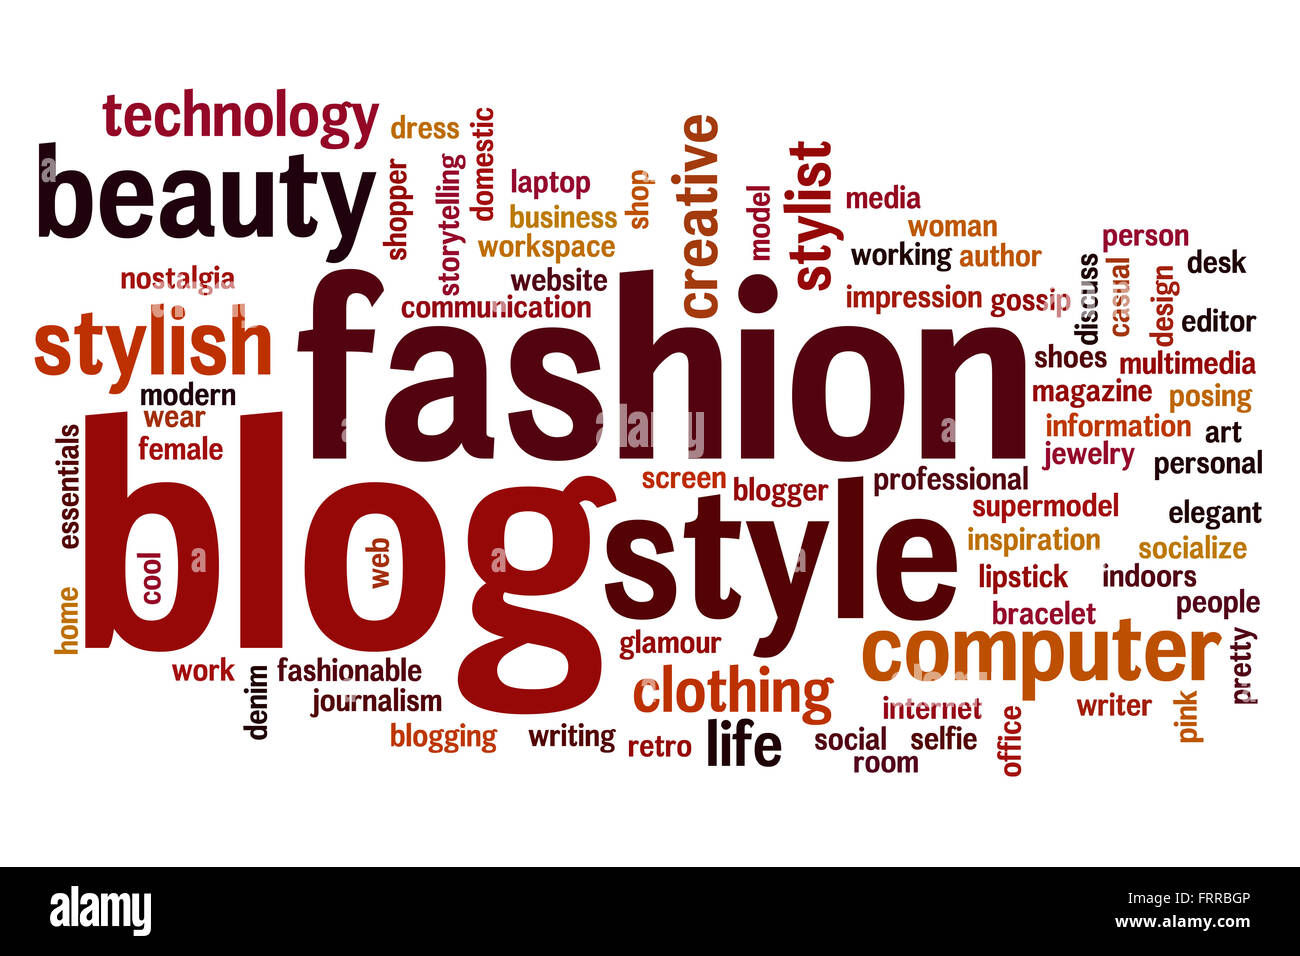 technology
beauty
dress
shopper
storytelling
domestic
laptop
business
workspace
website
communication
shop
creative
model
stylist
media
woman
working
author
impression
gossip
person
discuss
casual
design
desk
editor
nostalgia
stylish
fashion
shoes
multimedia
magazine
posing
information
art
jewelry
personal
modern
wear
female
essentials
blog
cool
web
home
screen
blogger
professional
style
supermodel
elegant
inspiration
socialize
lipstick
indoors
bracelet
people
computer
pretty
glamour
work
denim
fashionable
journalism
clothing
blogging
writing
retro
life
social
selfie
room
internet
office
writer
pink
alamy
Image ID: FRRBGP
www.alamy.com